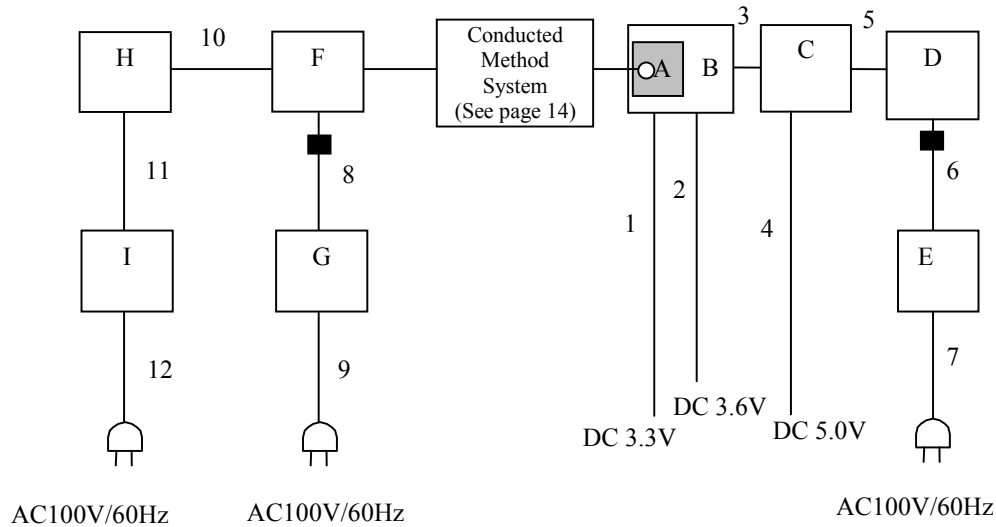 3
5
10
H
F
Conducted
Method
System
(See page 14)
A
B
C
D
11
8
2
6
1
4
I
G
E
12
9
7
DC 3.6V
DC 3.3V
DC 5.0V
AC100V/60Hz
AC100V/60Hz
AC100V/60Hz